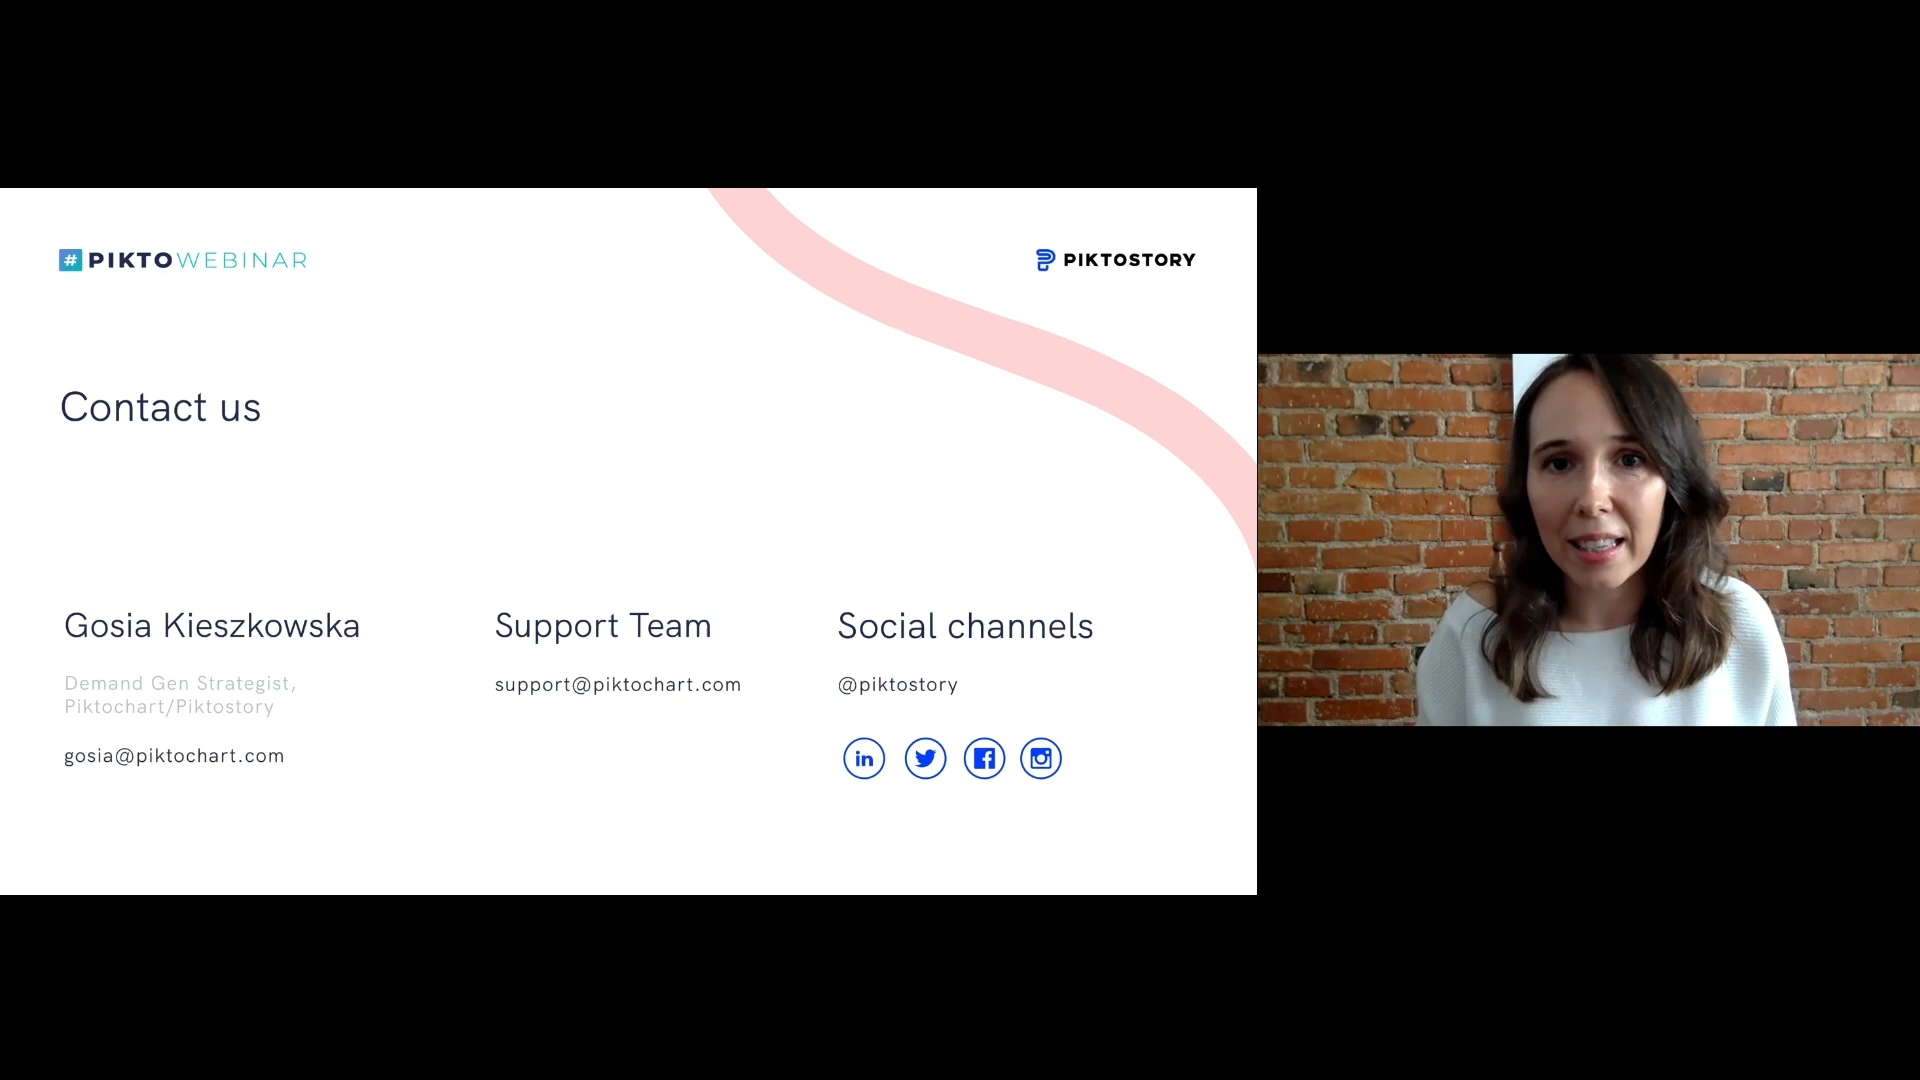 # PIKTOWEBINAR
PIKTOSTORY
Contact us
Gosia Kieszkowska
Demand Gen Strategist,
Piktochart/Piktostory
gosia@piktochart.com
Support Team
support@piktochart.com
Social channels
@piktostory
in